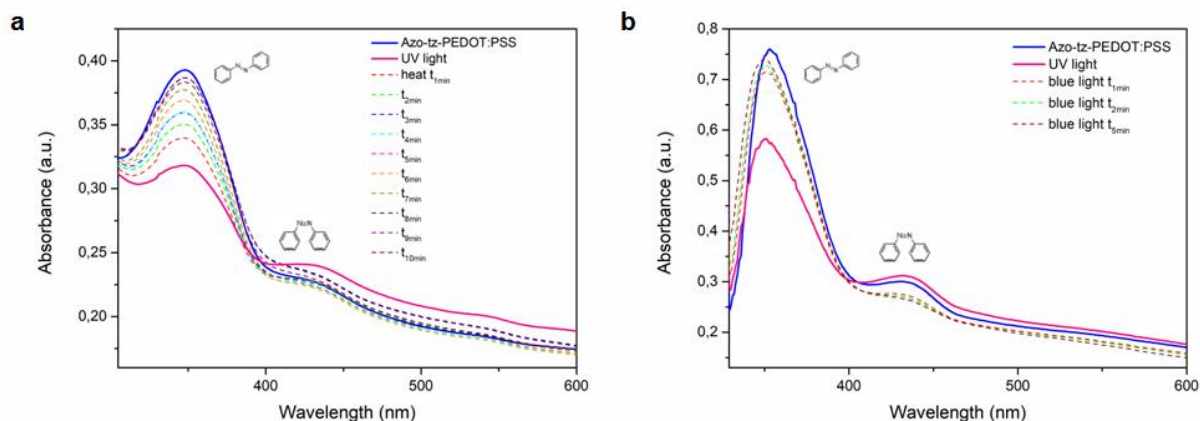 a
Absorbance (a.u.)
0,40
0,35
0,30
0,25
0,20
400
500
600
Wavelength (nm)
Azo-tz-PEDOT:PSS
UV light
heat t1min
t2min
t3min
t4min
t5min
t6min
t7min
t8min
t9min
t10min
N
N
N=N
b
Absorbance (a.u.)
0,8
0,7
0,6
0,5
0,4
0,3
0,2
400
500
600
Wavelength (nm)
Azo-tz-PEDOT:PSS
UV light
blue light t1min
blue light t2min
blue light t5min
N
N
N=N